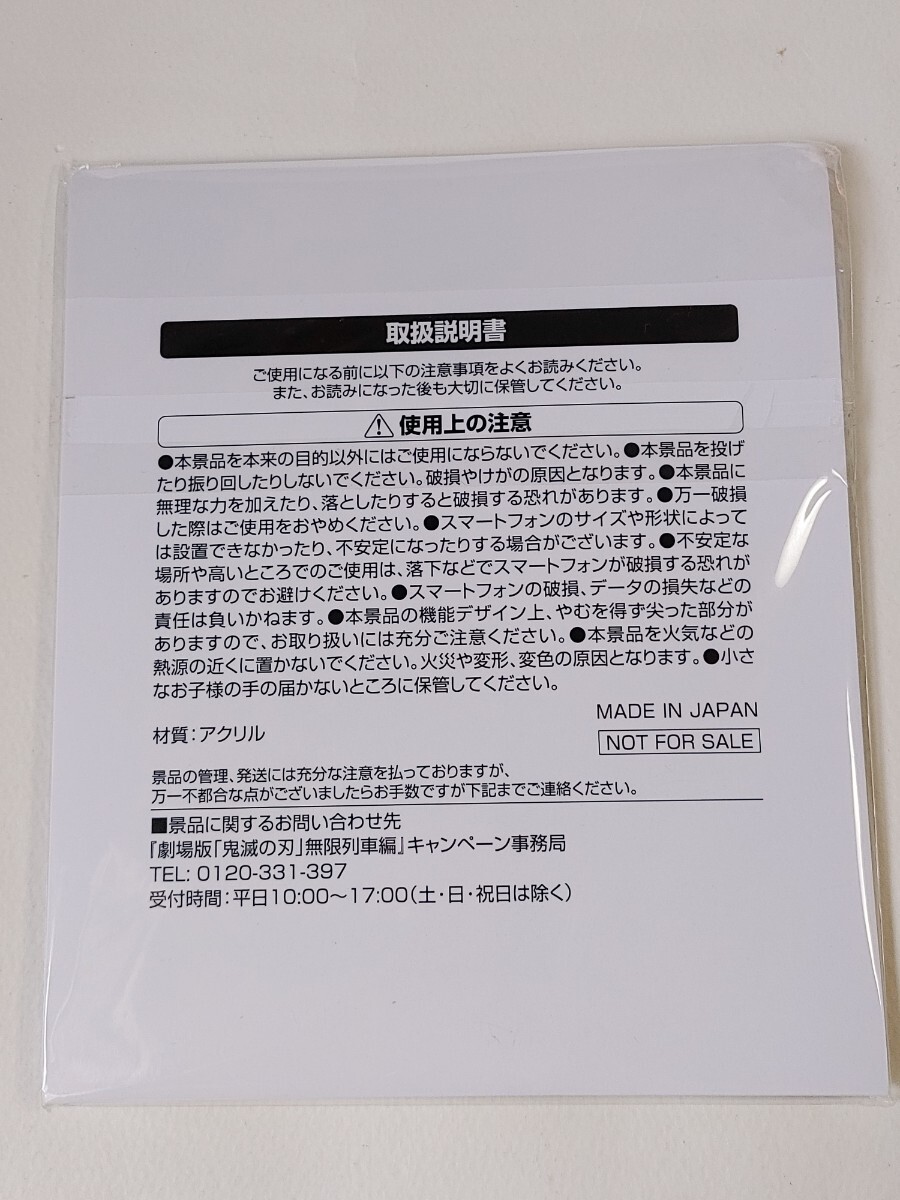 取扱説明書
ご使用になる前に以下の注意事項をよくお読みください。
また、お読みになった後も大切に保管してください。
⚠使用上の注意
●本景品を本来の目的以外にはご使用にならないでください。●本景品を投げ
たり振り回したりしないでください。破損やけがの原因となります。●本景品に
無理な力を加えたり、落としたりすると破損する恐れがあります。●万一破損
した際はご使用をおやめください。●スマートフォンのサイズや形状によって
は設置できなかったり、不安定になったりする場合がございます。●不安定な
場所や高いところでのご使用は、落下などでスマートフォンが破損する恐れが
ありますのでお避けください。●スマートフォンの破損、データの損失などの
責任は負いかねます。●本景品の機能デザイン上、やむを得ず尖った部分が
ありますので、お取り扱いには充分ご注意ください。●本景品を火気などの
熱源の近くに置かないでください。火災や変形、変色の原因となります。●小さ
なお子様の手の届かないところに保管してください。
MADE IN JAPAN
材質：アクリル
NOT FOR SALE
景品の管理、発送には充分な注意を払っておりますが、
万一不都合な点がございましたらお手数ですが下記までご連絡ください。
■景品に関するお問い合わせ先
『劇場版「鬼滅の刃」無限列車編』キャンペーン事務局
TEL: 0120-331-397
受付時間：平日10:00～17:00（土・日・祝日は除く）